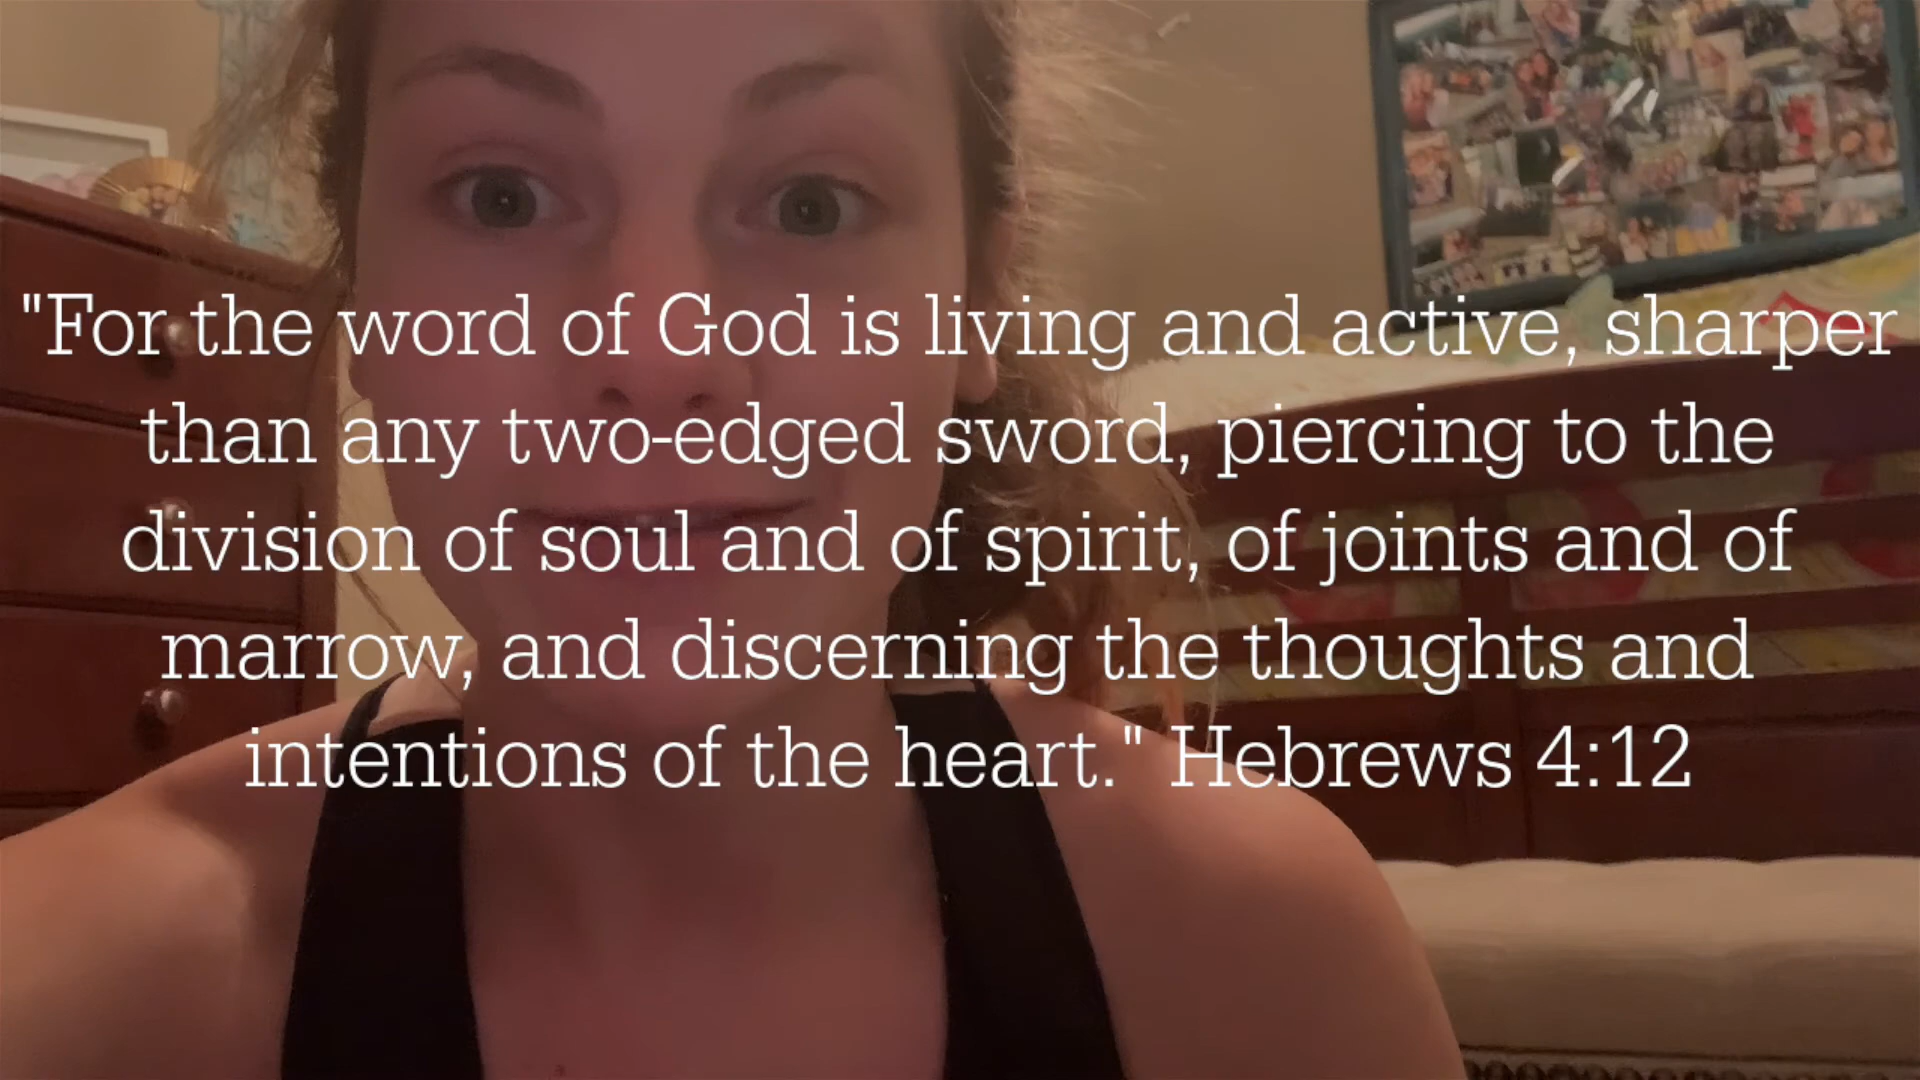 "For the word of God is living and active, sharper
than any two-edged sword, piercing to the
division of soul and of spirit, of joints and of
marrow, and discerning the thoughts and
intentions of the heart." Hebrews 4:12